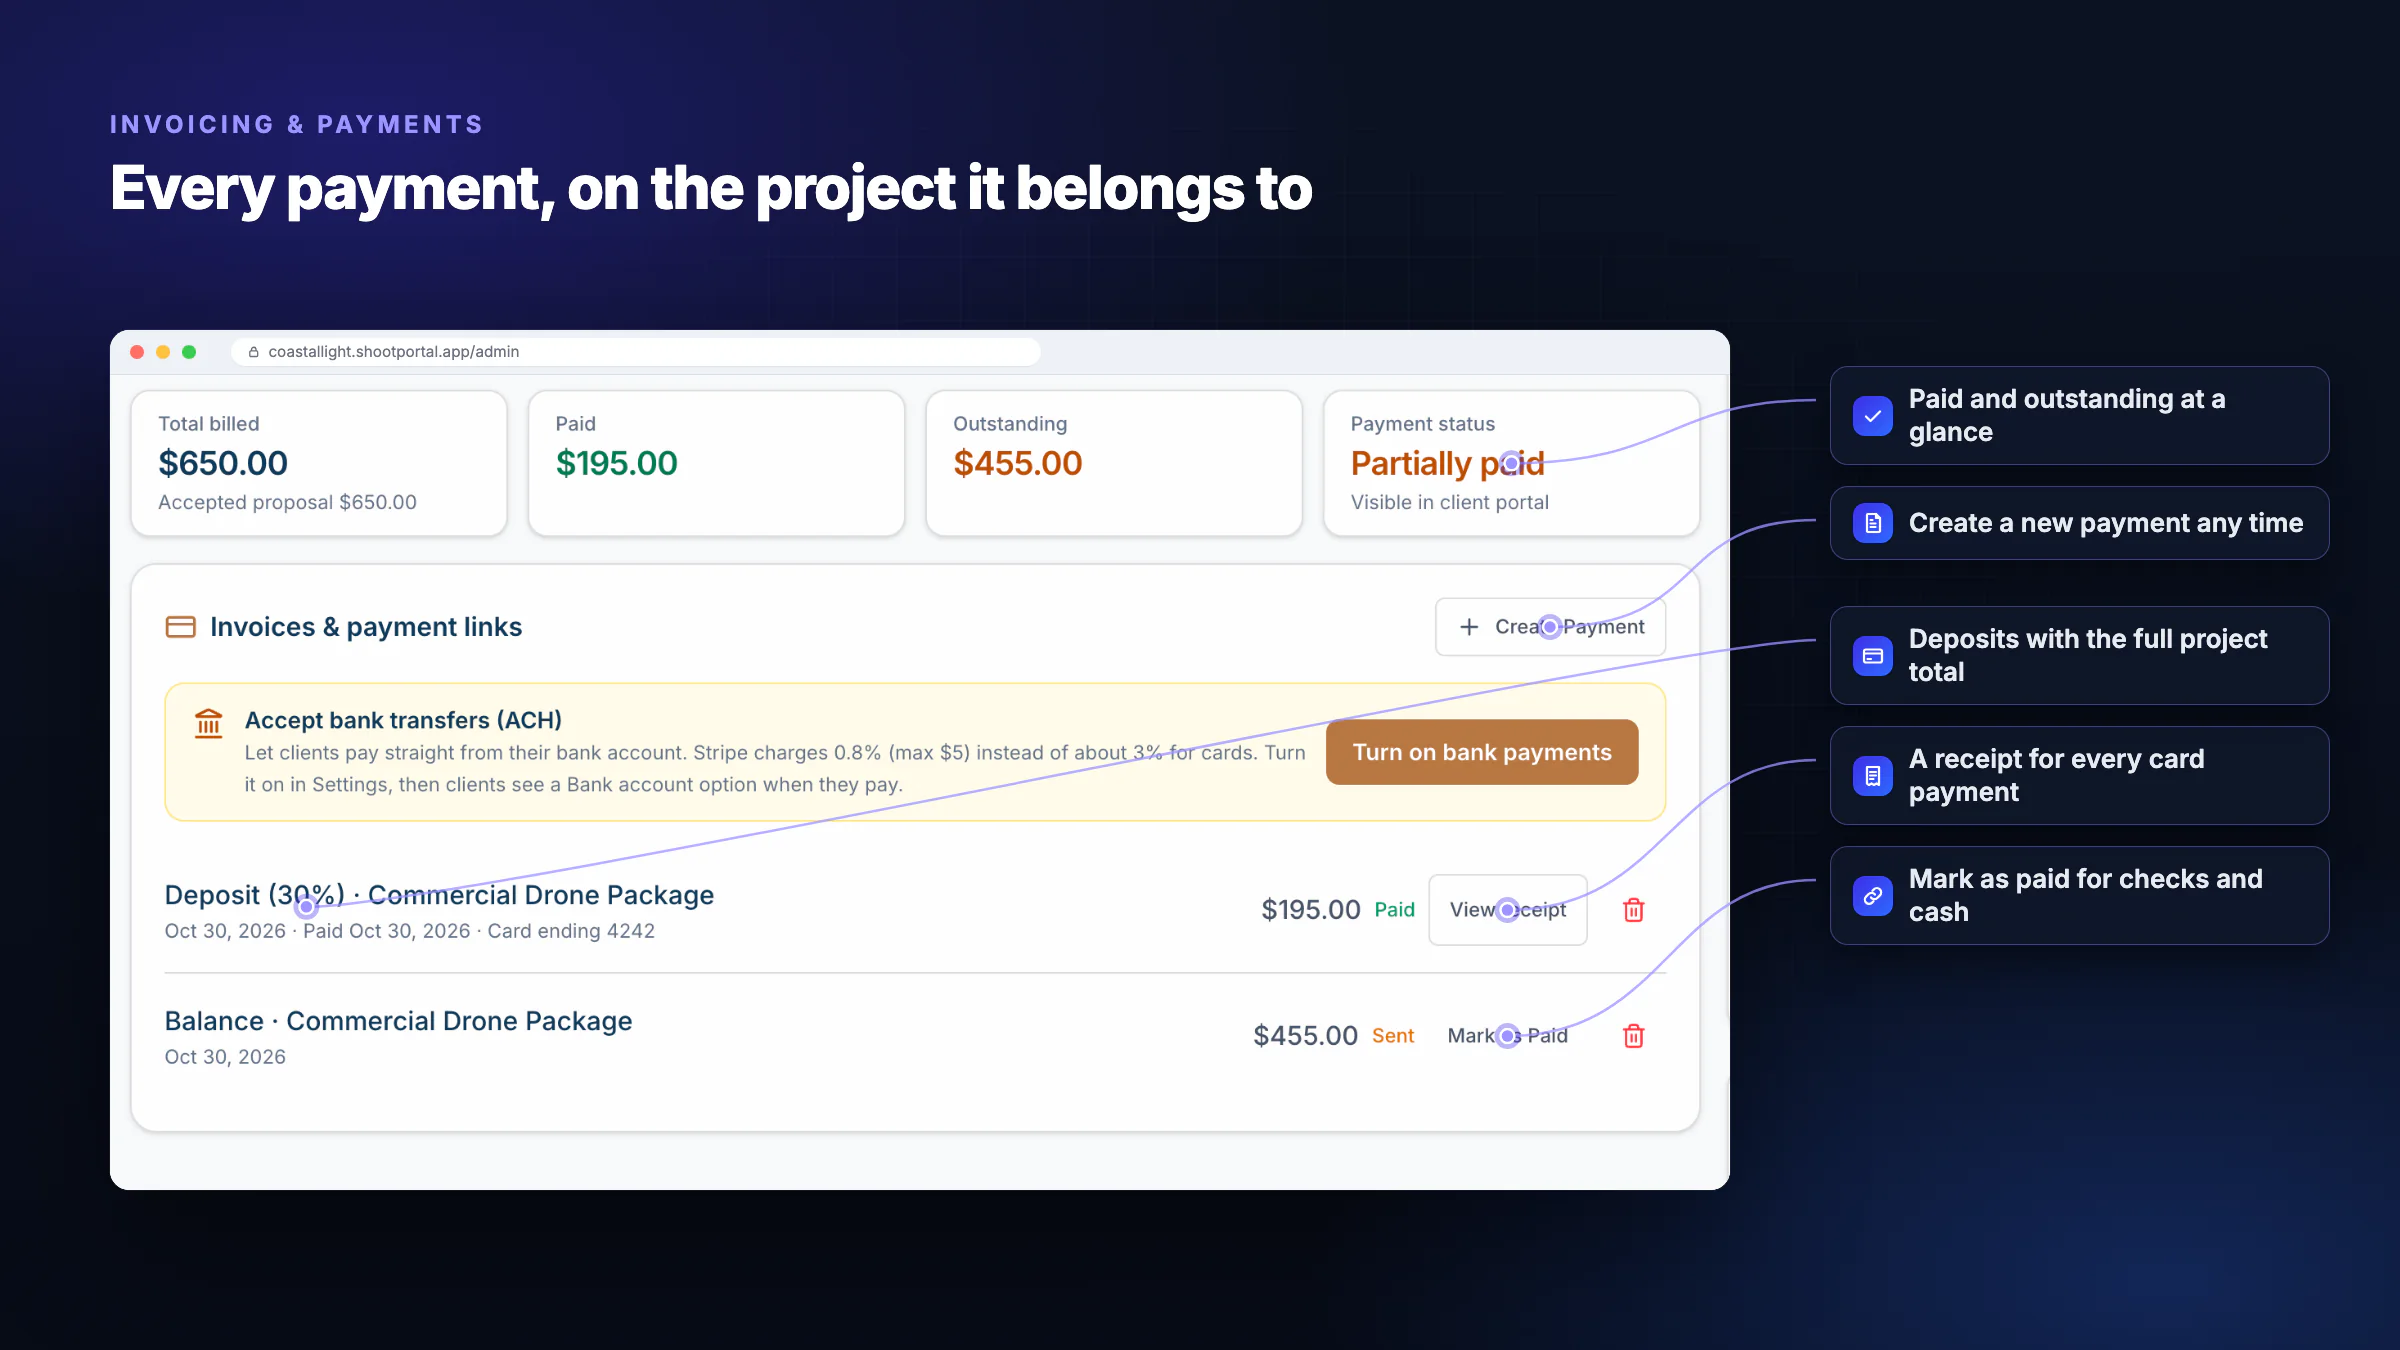 INVOICING & PAYMENTS
Every payment, on the project it belongs to
coastallight.shootportal.app/admin
Total billed
$650.00
Accepted proposal $650.00
Paid
$195.00
Outstanding
$455.00
Payment status
Partially paid
Visible in client portal
Invoices & payment links
Create Payment
Accept bank transfers (ACH)
Let clients pay straight from their bank account. Stripe charges 0.8% (max $5) instead of about 3% for cards. Turn
it on in Settings, then clients see a Bank account option when they pay.
Turn on bank payments
Deposit (30%) · Commercial Drone Package
Oct 30, 2026 · Paid Oct 30, 2026 · Card ending 4242
$195.00 Paid
View receipt
Balance · Commercial Drone Package
Oct 30, 2026
$455.00 Sent
Mark as Paid
Paid and outstanding at a
glance
Create a new payment any time
Deposits with the full project
total
A receipt for every card
payment
Mark as paid for checks and
cash